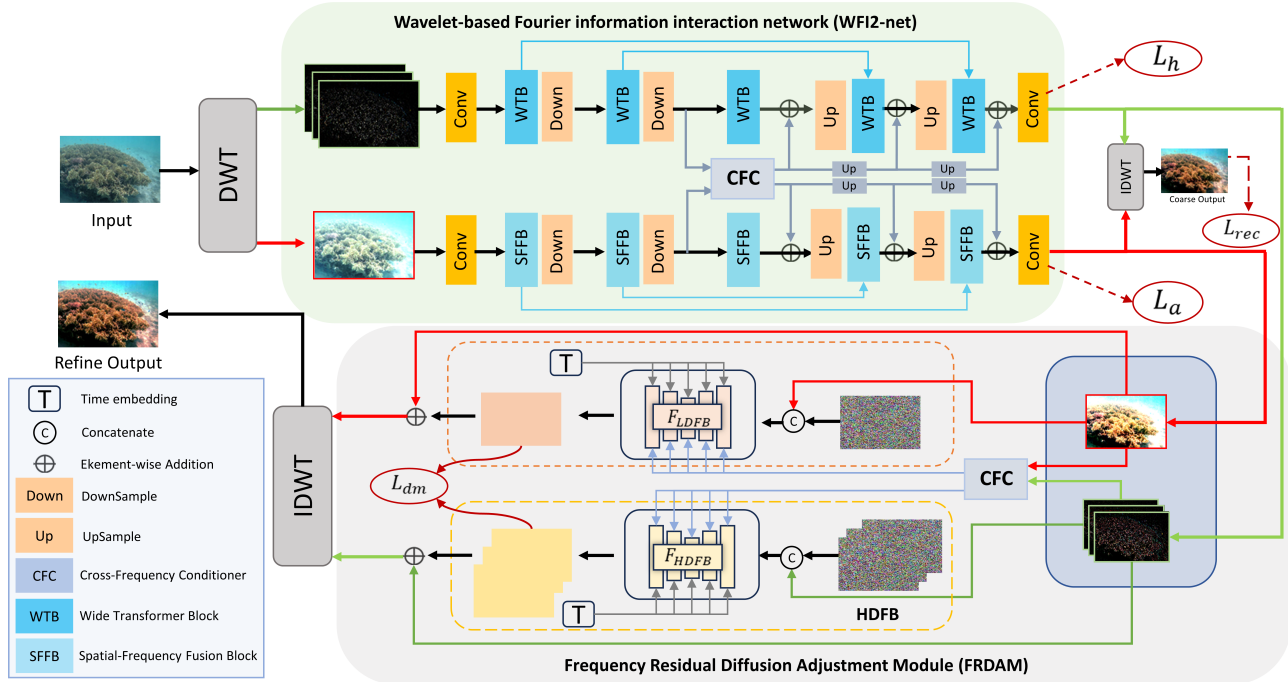 Wavelet-based Fourier information interaction network (WFI2-net)
Input
DWT
Conv
WTB
Down
WTB
Down
WTB
Up
WTB
Up
WTB
Conv
L_h
CFC
Up
Up
Up
Up
IDWT
Coarse Output
L_rec
Conv
SFFB
Down
SFFB
Down
SFFB
Up
SFFB
Up
SFFB
Conv
L_a
Refine Output
T
Time embedding
C
Concatenate
Ekement-wise Addition
Down
DownSample
Up
UpSample
CFC
Cross-Frequency Conditioner
WTB
Wide Transformer Block
SFFB
Spatial-Frequency Fusion Block
IDWT
T
F_LDFB
C
L_dm
CFC
F_HDFB
C
T
HDFB
Frequency Residual Diffusion Adjustment Module (FRDAM)